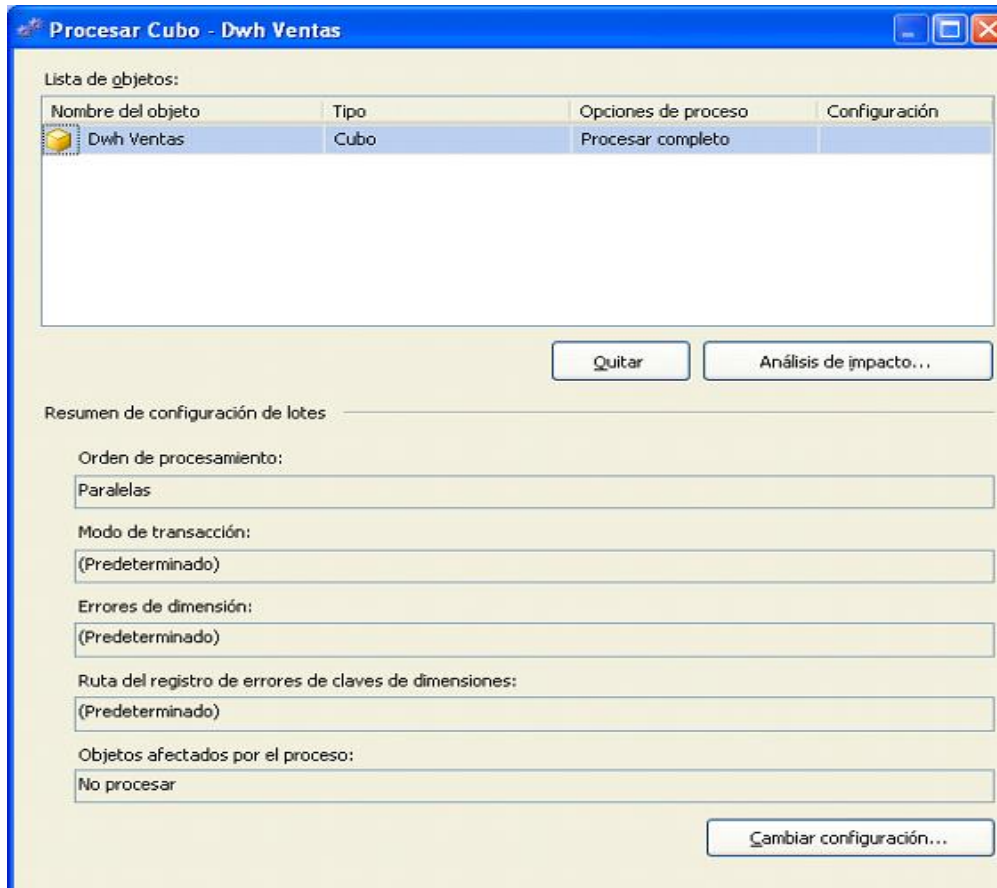 Procesar Cubo - Dwh Ventas
Lista de objetos:
Nombre del objeto Tipo Opciones de proceso Configuración
Dwh Ventas Cubo Procesar completo
Quitar Análisis de impacto...
Resumen de configuración de lotes
Orden de procesamiento:
Paralelas
Modo de transacción:
(Predeterminado)
Errores de dimensión:
(Predeterminado)
Ruta del registro de errores de claves de dimensiones:
(Predeterminado)
Objetos afectados por el proceso:
No procesar
Cambiar configuración...